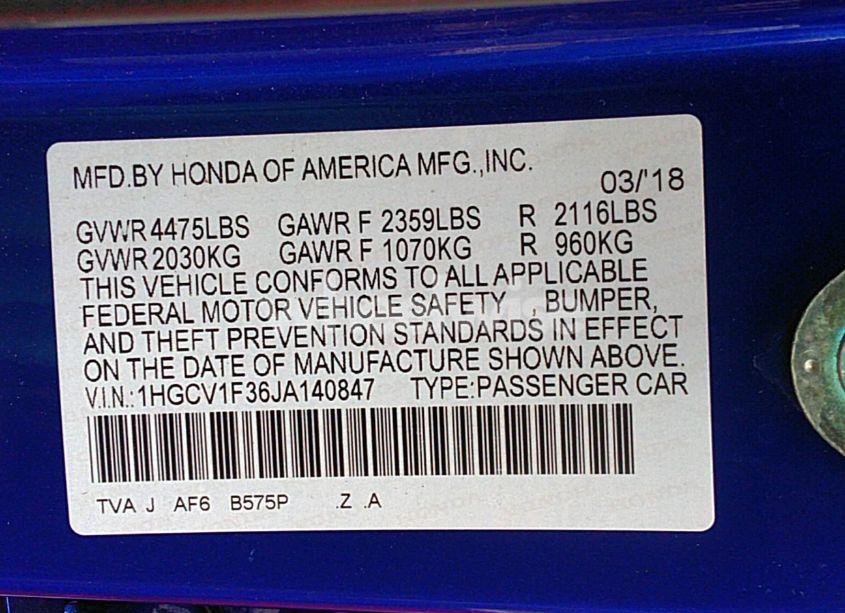 MFD.BY HONDA OF AMERICA MFG.,INC. 03/'18
GVWR 4475LBS GAWR F 2359LBS R 2116LBS
GVWR 2030KG GAWR F 1070KG R 960KG
THIS VEHICLE CONFORMS TO ALL APPLICABLE
FEDERAL MOTOR VEHICLE SAFETY , BUMPER,
AND THEFT PREVENTION STANDARDS IN EFFECT
ON THE DATE OF MANUFACTURE SHOWN ABOVE.
V.I.N.:1HGCV1F36JA140847 TYPE:PASSENGER CAR
TVA J AF6 B575P .Z .A